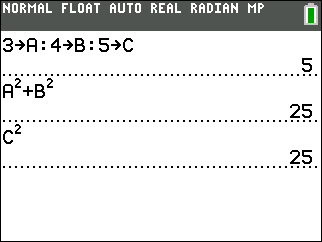 NORMAL FLOAT AUTO REAL RADIAN MP
3→A:4→B:5→C
5
A²+B²
25
C²
25